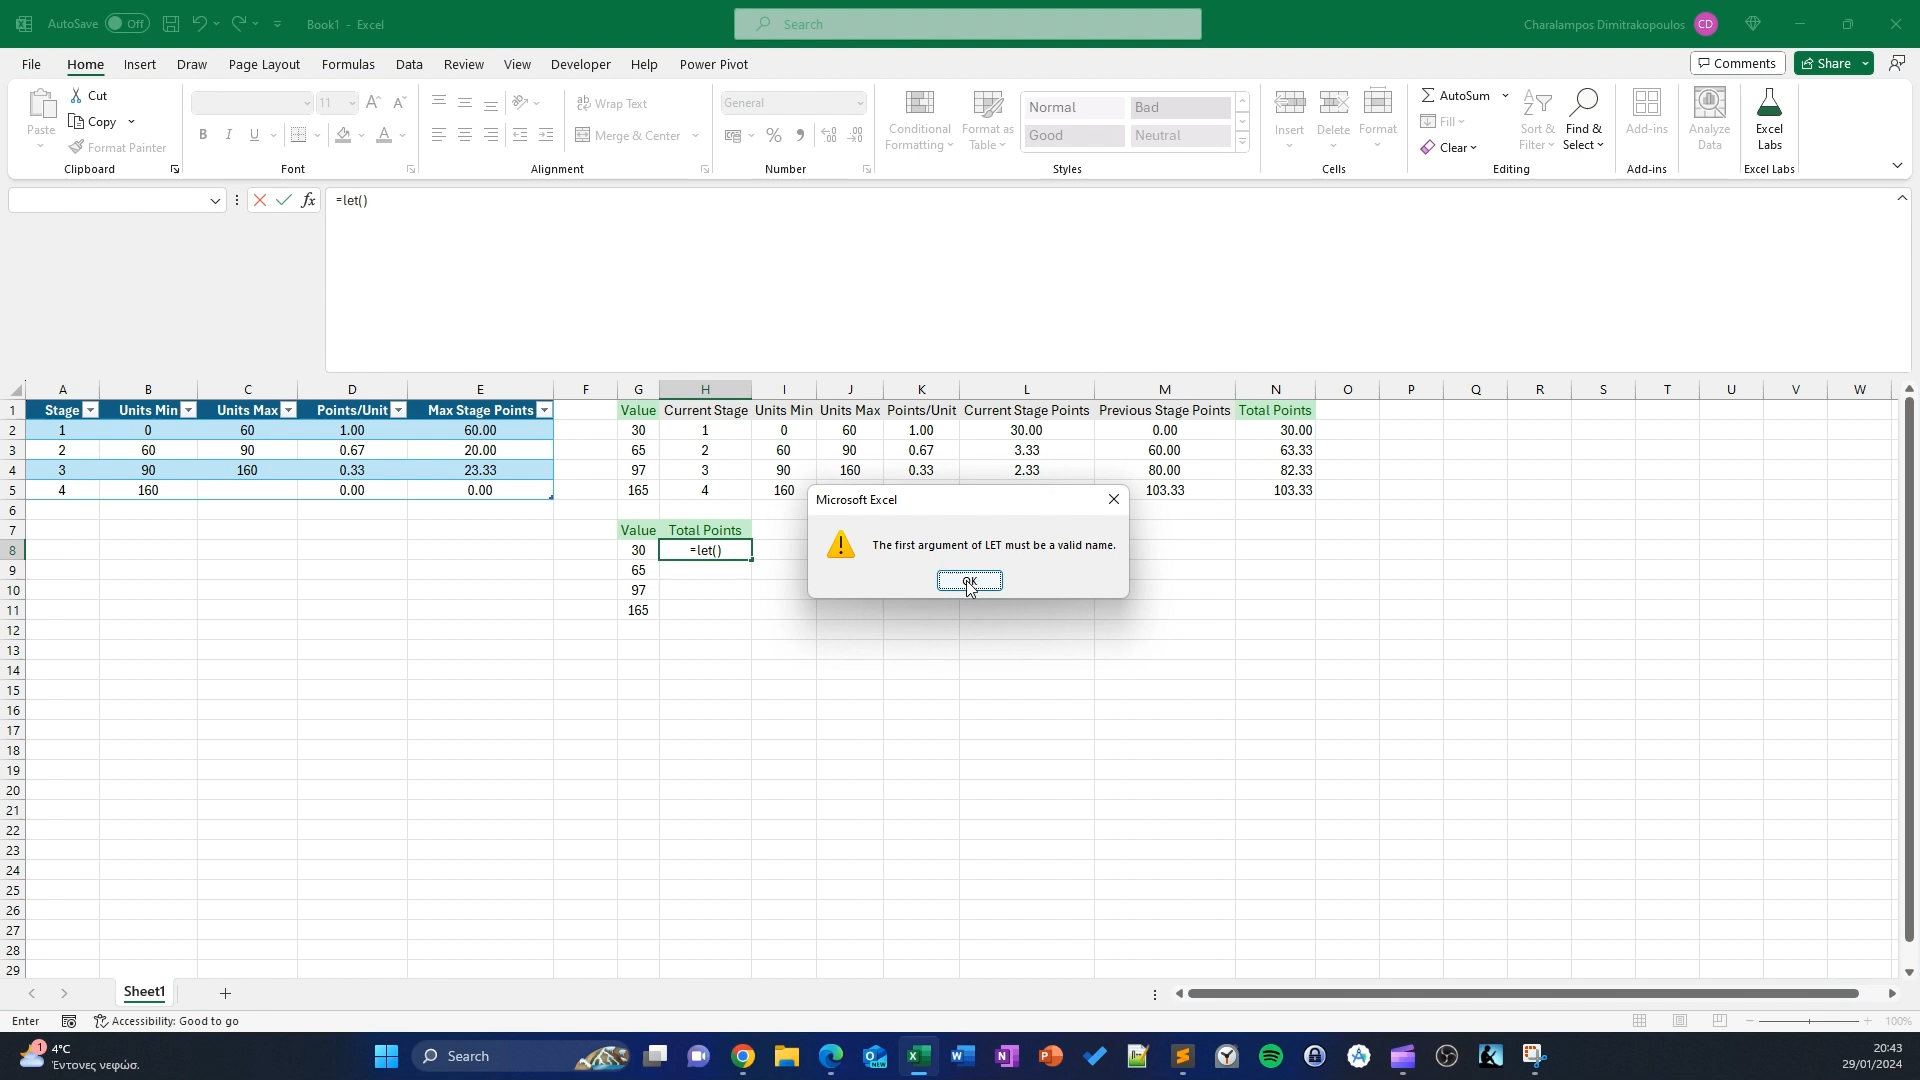 AutoSave Off Book1 - Excel Search Charalampos Dimitrakopoulos CD
File Home Insert Draw Page Layout Formulas Data Review View Developer Help Power Pivot Comments Share
Paste Cut Copy Format Painter Clipboard
11 B I U A Font
Wrap Text Merge & Center Alignment
General % Number
Conditional Formatting Format as Table Normal Bad Good Neutral Styles
Insert Delete Format Cells
AutoSum Fill Clear Sort & Filter Find & Select Editing
Add-ins Add-ins
Analyze Data
Excel Labs Excel Labs
fx =let()
A B C D E F G H I J K L M N O P Q R S T U V W
1 Stage Units Min Units Max Points/Unit Max Stage Points Value Current Stage Units Min Units Max Points/Unit Current Stage Points Previous Stage Points Total Points
2 1 0 60 1.00 60.00 30 1 0 60 1.00 30.00 0.00 30.00
3 2 60 90 0.67 20.00 65 2 60 90 0.67 3.33 60.00 63.33
4 3 90 160 0.33 23.33 97 3 90 160 0.33 2.33 80.00 82.33
5 4 160 0.00 0.00 165 4 160 103.33 103.33
6
7 Value Total Points
8 30 =let()
9 65
10 97
11 165
12
13
14
15
16
17
18
19
20
21
22
23
24
25
26
27
28
29
Microsoft Excel
The first argument of LET must be a valid name.
OK
Sheet1
Enter Accessibility: Good to go 100%
1 4°C
Έντονες νεφώσ.
Search
20:43
29/01/2024